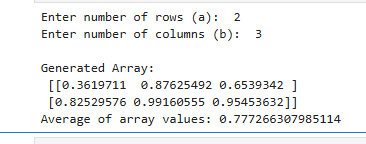 Enter number of rows (a):  2
Enter number of columns (b):  3
Generated Array:
[[0.3619711  0.87625492 0.6539342 ]
[0.82529576 0.99160555 0.95453632]]
Average of array values: 0.777266307985114